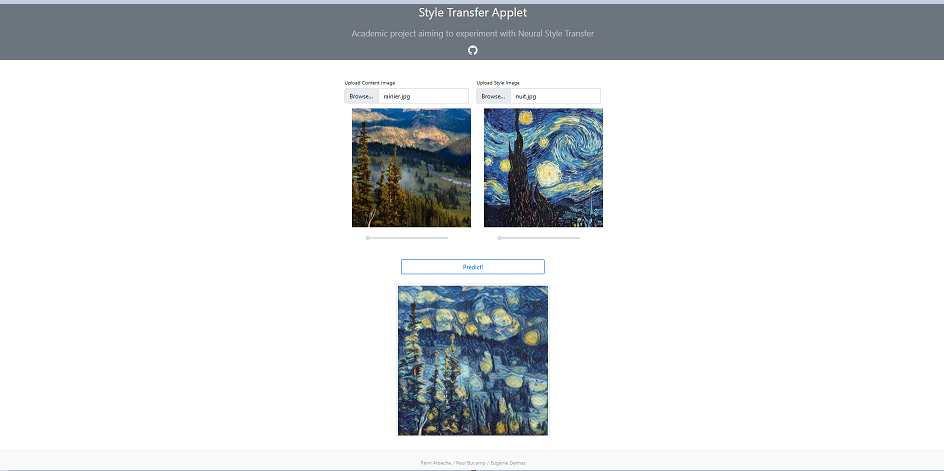 Style Transfer Applet
Academic project aiming to experiment with Neural Style Transfer
Upload Content Image
Upload Style Image
Browse... rainier.jpg
Browse... nuit.jpg
Predict!
Rémi Atbache / Paul Bucamp / Eugénie Dalmas